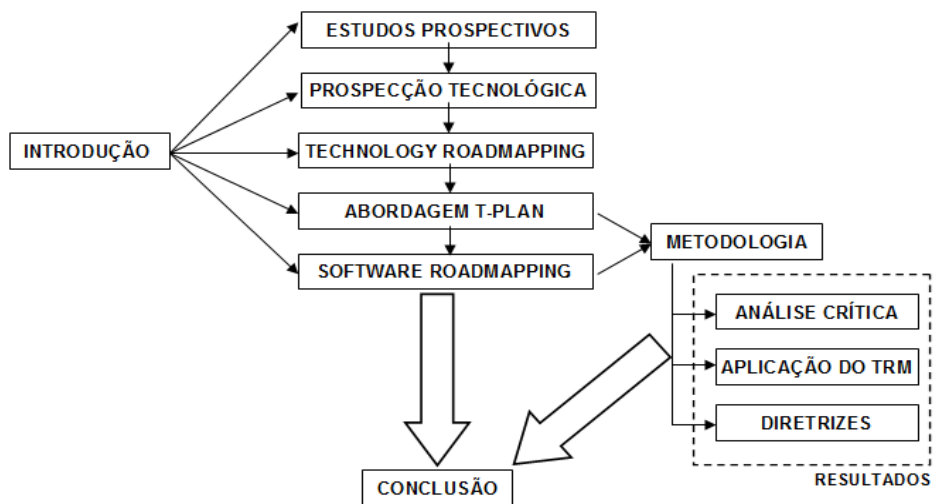 ESTUDOS PROSPECTIVOS
PROSPECÇÃO TECNOLÓGICA
INTRODUÇÃO
TECHNOLOGY ROADMAPPING
ABORDAGEM T-PLAN
METODOLOGIA
SOFTWARE ROADMAPPING
ANÁLISE CRÍTICA
APLICAÇÃO DO TRM
DIRETRIZES
RESULTADOS
CONCLUSÃO